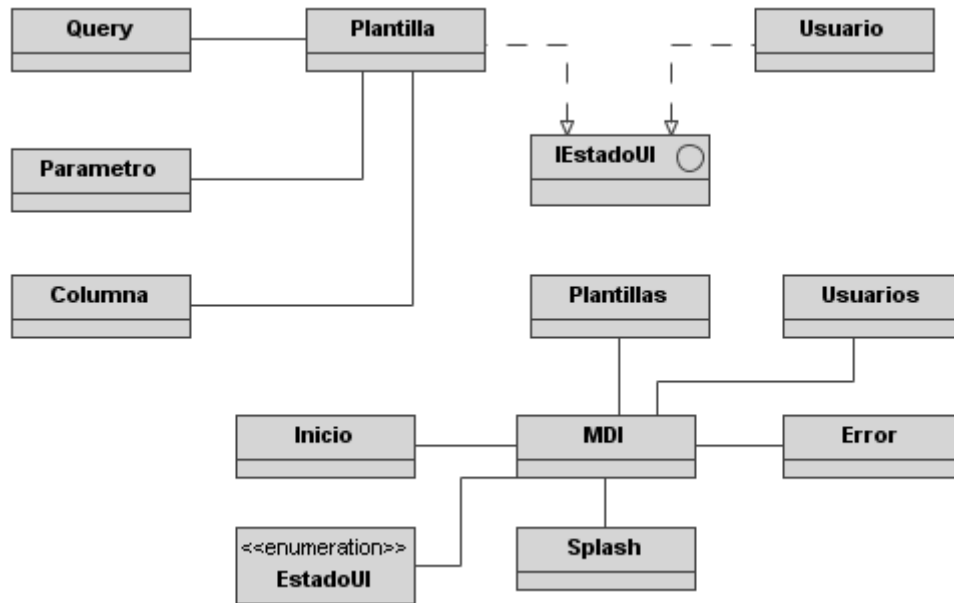 Query
Plantilla
Usuario
IEstadoUI
Parametro
Columna
Plantillas
Usuarios
Inicio
MDI
Error
<<enumeration>>
EstadoUI
Splash